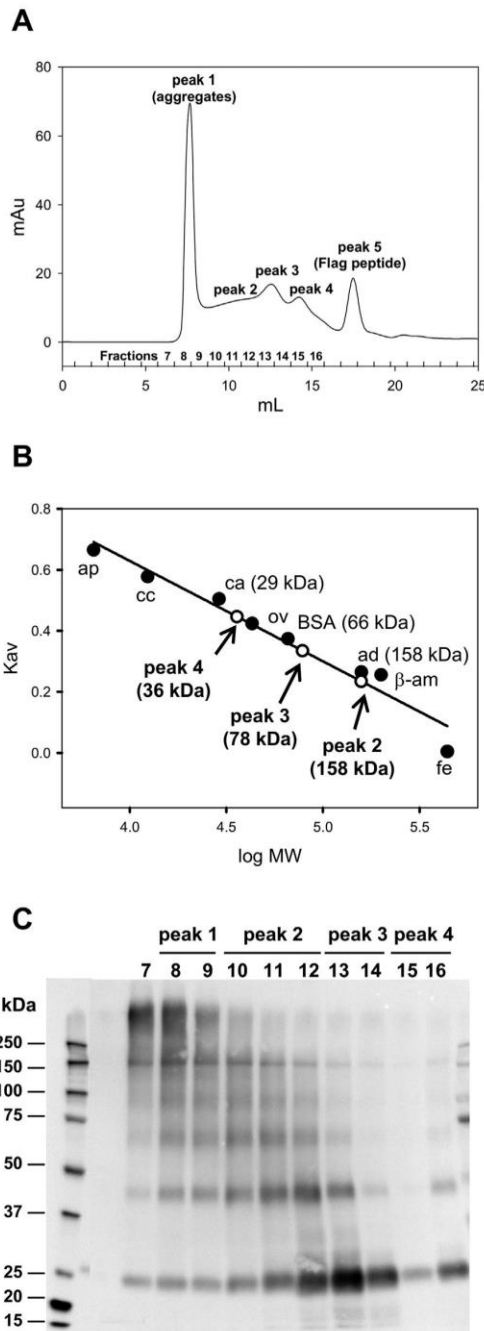 A
80
60
40
20
0
mAu
peak 1
(aggregates)
peak 2
peak 3
peak 4
peak 5
(Flag peptide)
Fractions 7 8 9 10 11 12 13 14 15 16
0 5 10 15 20 25
mL
B
0.8
0.6
0.4
0.2
0.0
Kav
ap
cc
ca (29 kDa)
ov
BSA (66 kDa)
ad (158 kDa)
β-am
fe
peak 4
(36 kDa)
peak 3
(78 kDa)
peak 2
(158 kDa)
4.0 4.5 5.0 5.5
log MW
C
peak 1 peak 2 peak 3 peak 4
7 8 9 10 11 12 13 14 15 16
kDa
250
150
100
75
50
37
25
20
15